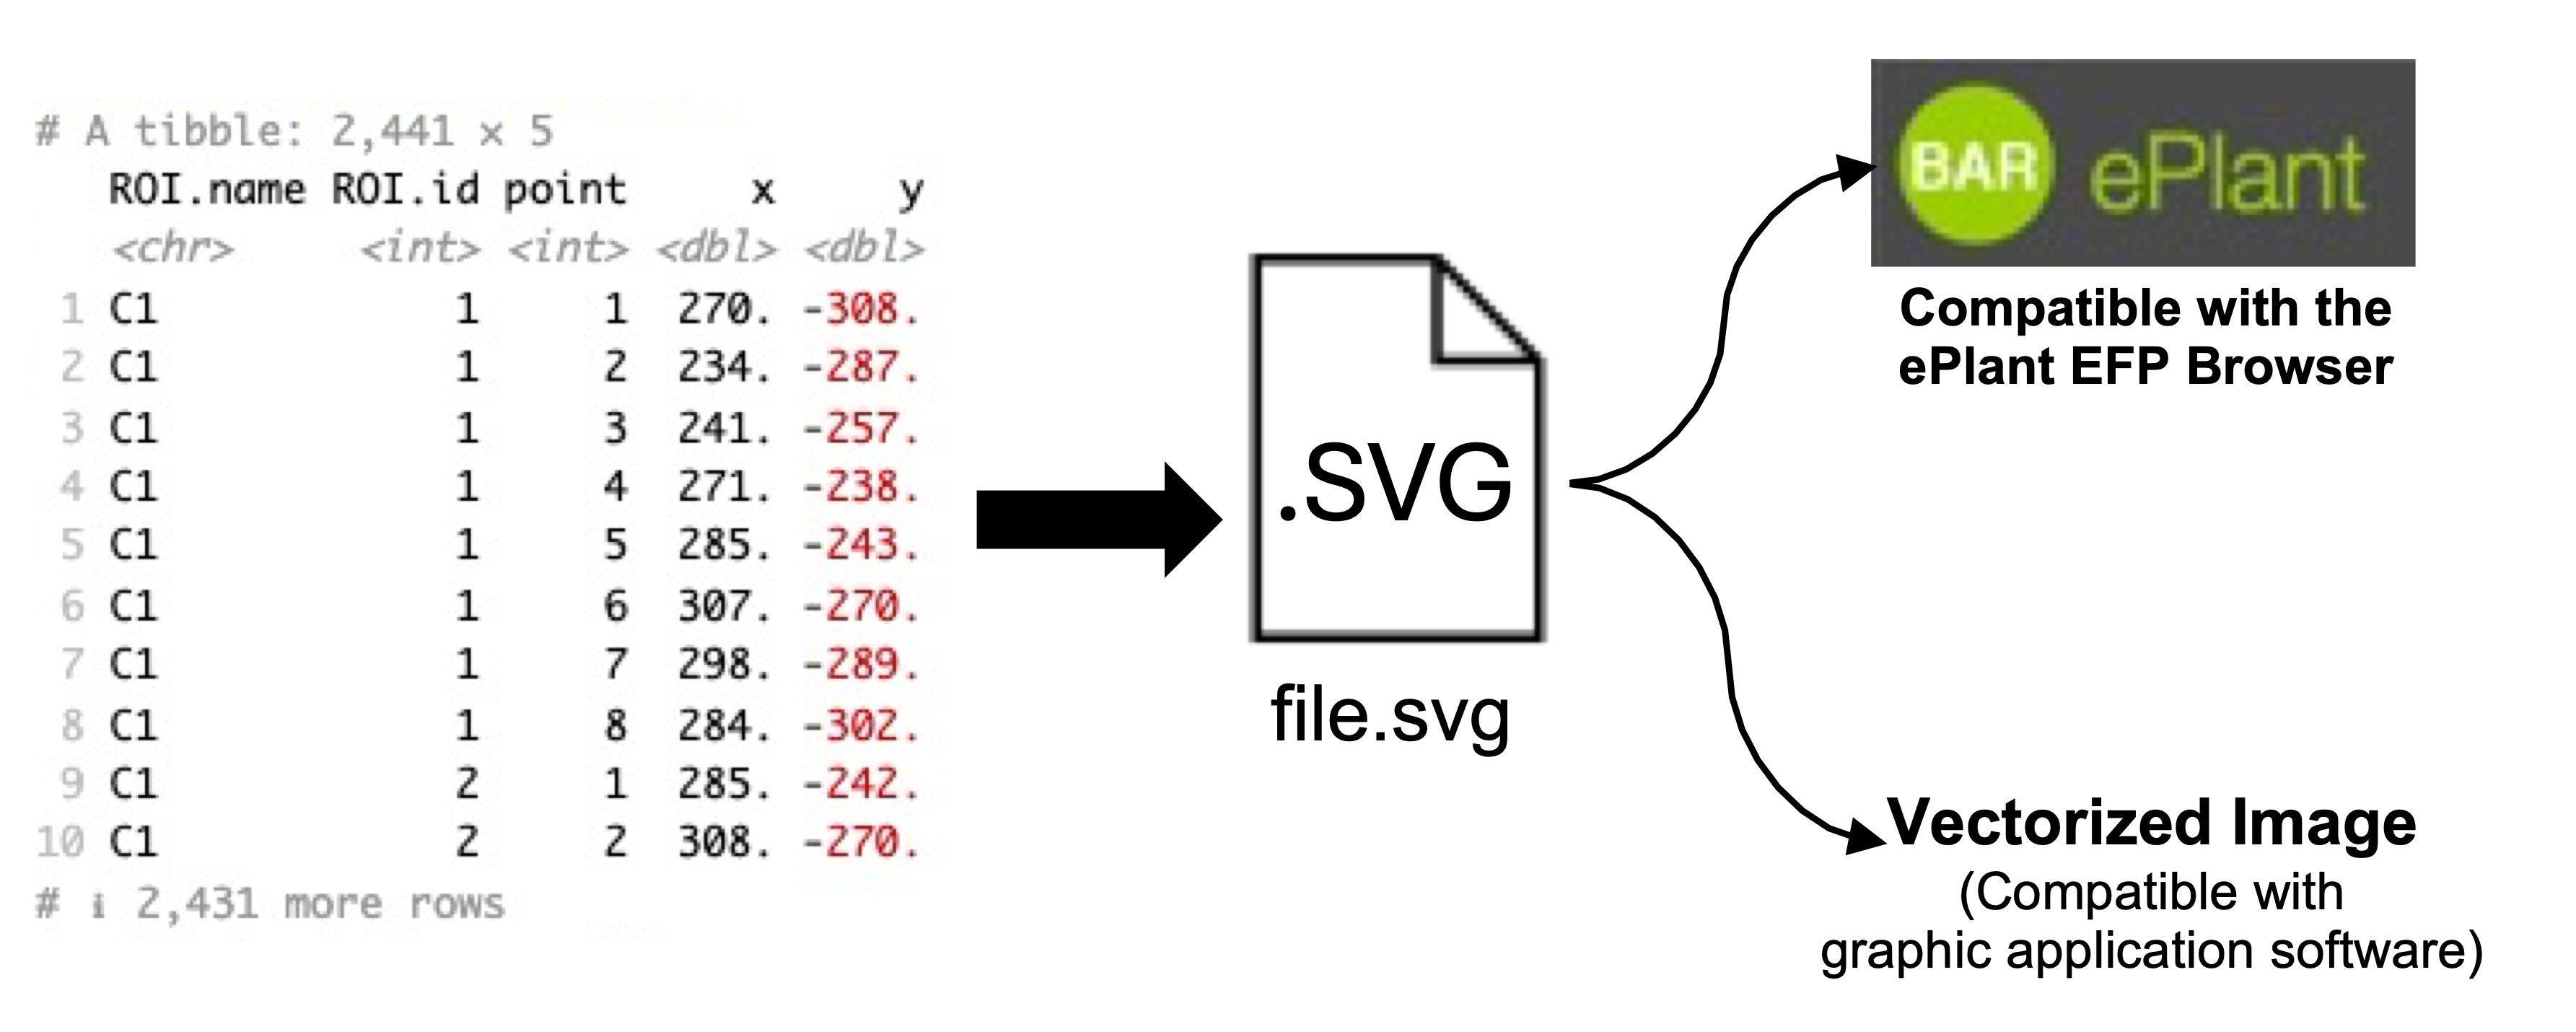 # A tibble: 2,441 × 5
ROI.name ROI.id point x y
<chr> <int> <int> <dbl> <dbl>
1 C1 1 1 270. -308.
2 C1 1 2 234. -287.
3 C1 1 3 241. -257.
4 C1 1 4 271. -238.
5 C1 1 5 285. -243.
6 C1 1 6 307. -270.
7 C1 1 7 298. -289.
8 C1 1 8 284. -302.
9 C1 2 1 285. -242.
10 C1 2 2 308. -270.
# ℹ 2,431 more rows
.SVG
file.svg
BAR ePlant
Compatible with the
ePlant EFP Browser
Vectorized Image
(Compatible with
graphic application software)